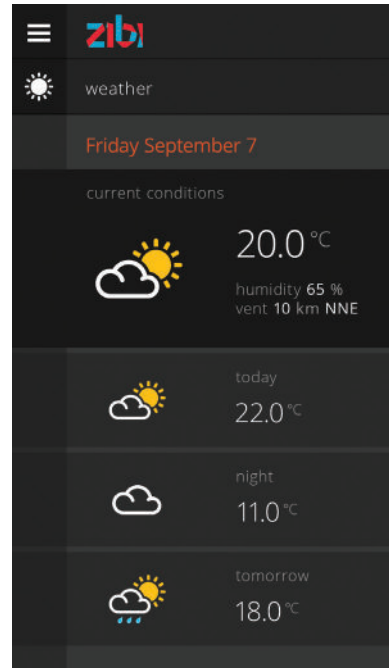 zibi
weather
Friday September 7
current conditions
20.0 °C
humidity 65 %
vent 10 km NNE
today
22.0 °C
night
11.0 °C
tomorrow
18.0 °C